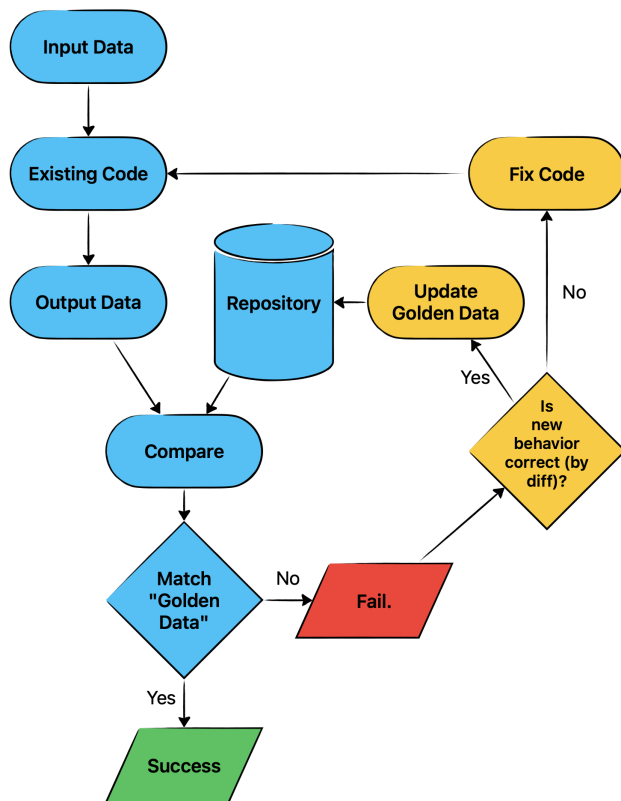 Input Data
Existing Code
Fix Code
Output Data
Repository
Update
Golden Data
No
Yes
Is
new
behavior
correct (by
diff)?
Compare
Match
"Golden
Data"
No
Fail.
Yes
Success